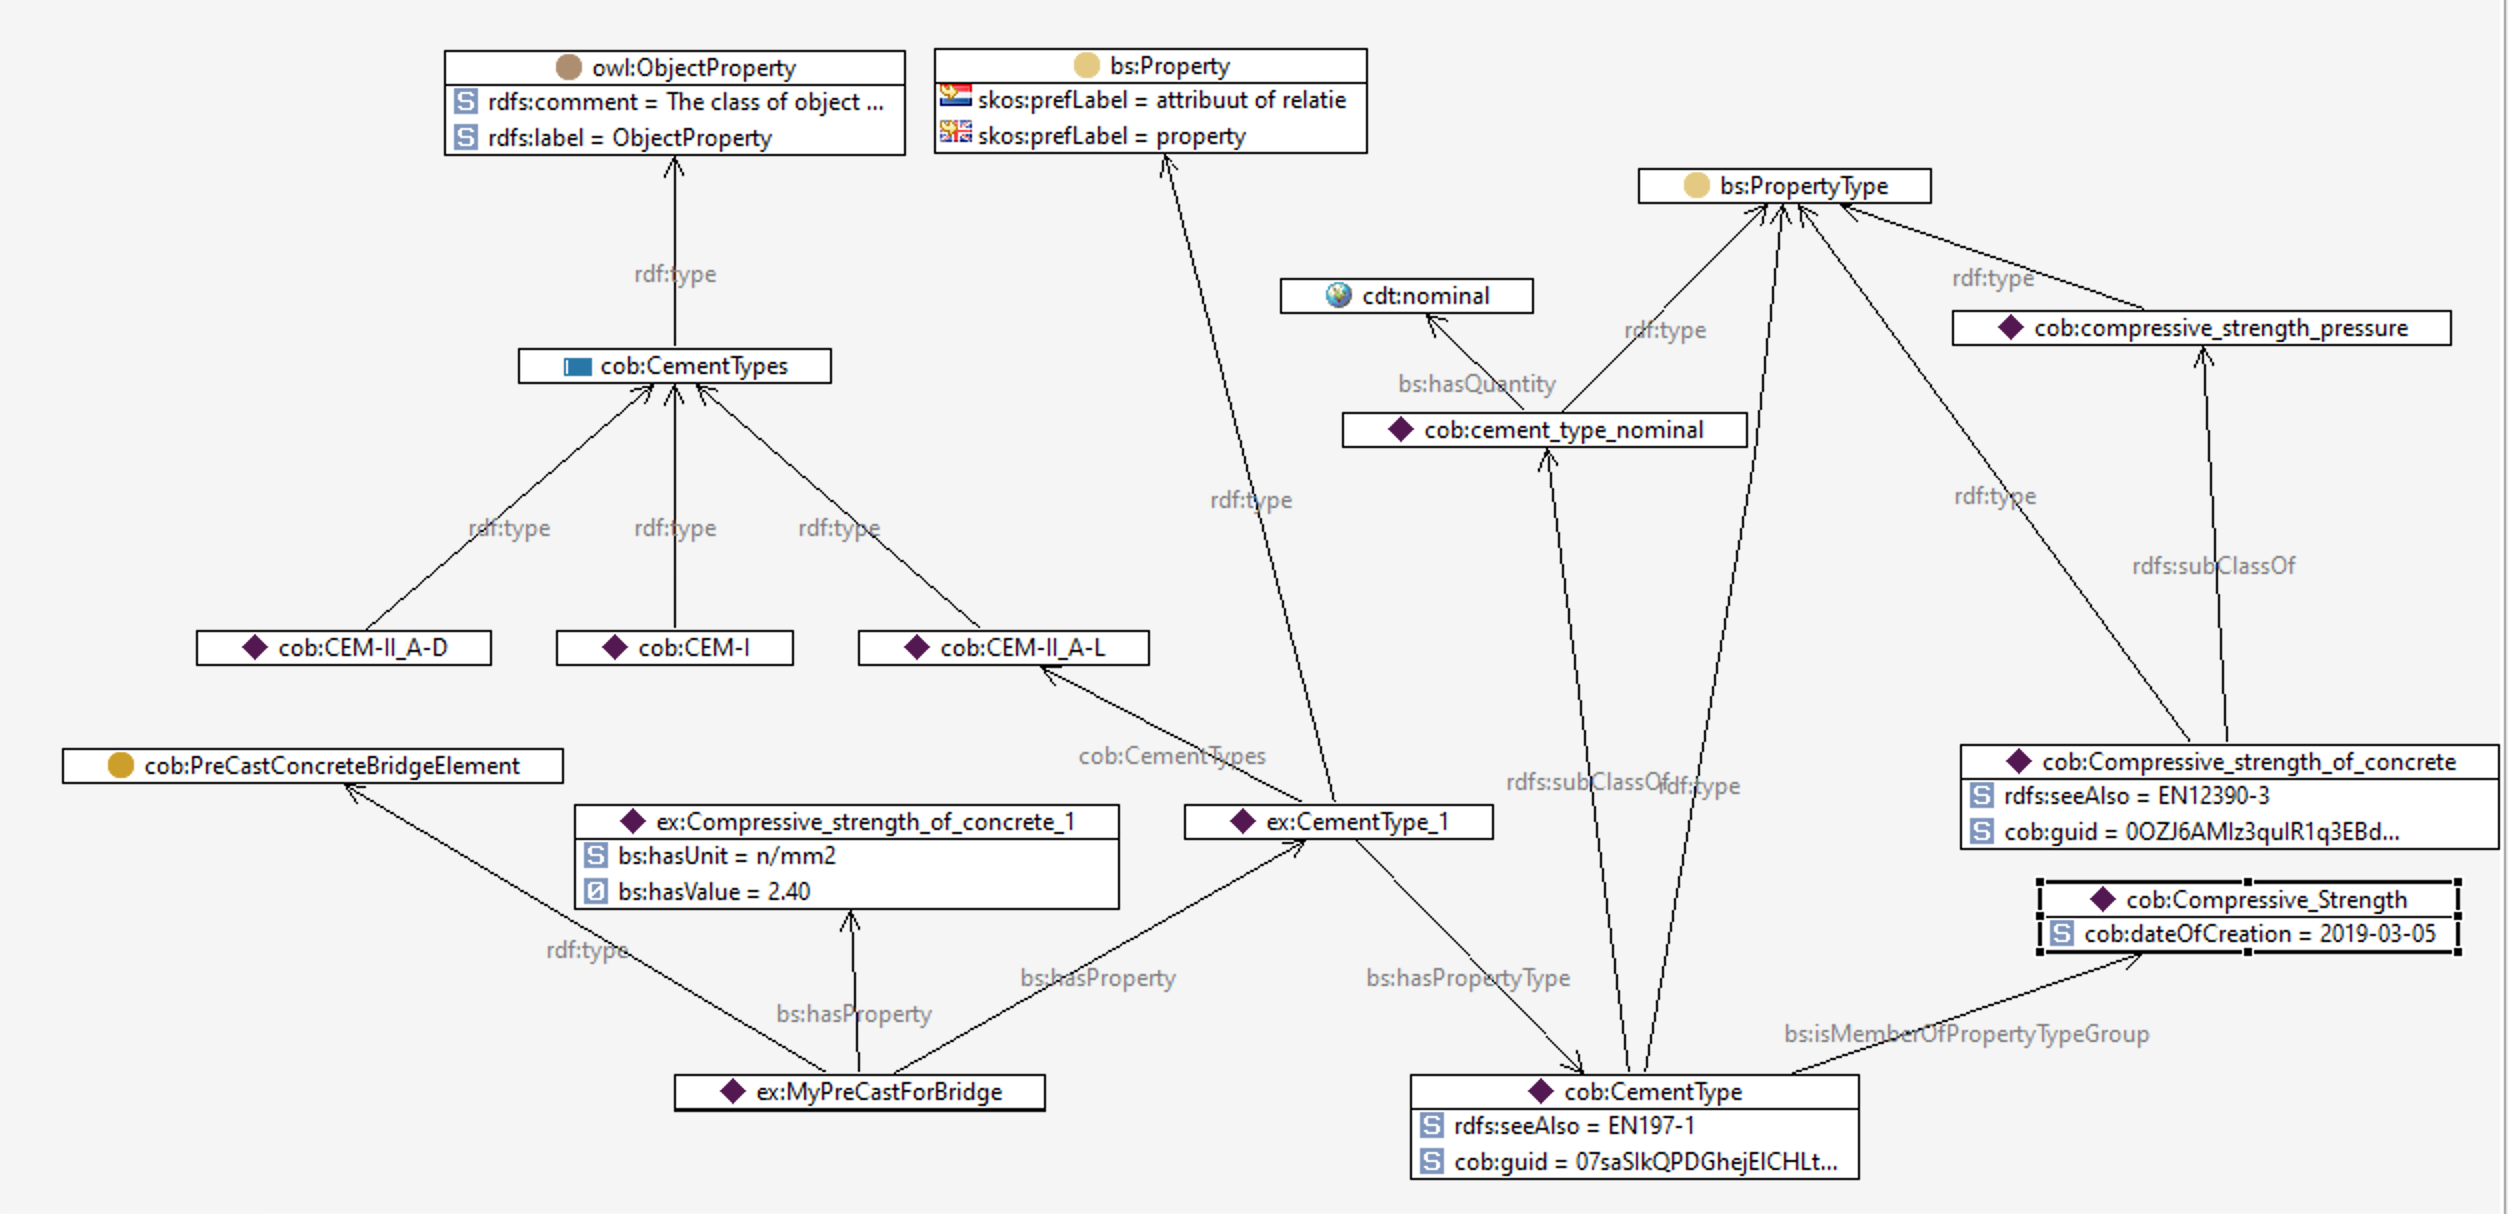 owl:ObjectProperty
rdfs:comment = The class of object ...
rdfs:label = ObjectProperty
bs:Property
skos:prefLabel = attribuut of relatie
skos:prefLabel = property
bs:PropertyType
rdf:type
rdf:type
cdt:nominal
cob:compressive_strength_pressure
rdf:type
cob:CementTypes
bs:hasQuantity
cob:cement_type_nominal
rdf:type
rdf:type
rdf:type
rdf:type
rdf:type
rdf:type
rdfs:subClassOf
cob:CEM-II_A-D
cob:CEM-I
cob:CEM-II_A-L
cob:CementTypes
cob:PreCastConcreteBridgeElement
rdfs:subClassOf
rdf:type
cob:Compressive_strength_of_concrete
rdfs:seeAlso = EN12390-3
cob:guid = 0OZJ6AMIz3quIR1q3EBd...
ex:Compressive_strength_of_concrete_1
bs:hasUnit = n/mm2
bs:hasValue = 2.40
ex:CementType_1
cob:Compressive_Strength
cob:dateOfCreation = 2019-03-05
rdf:type
bs:hasProperty
bs:hasProperty
bs:hasPropertyType
bs:isMemberOfPropertyTypeGroup
ex:MyPreCastForBridge
cob:CementType
rdfs:seeAlso = EN197-1
cob:guid = 07saSIkQPDGhejEICHLt...